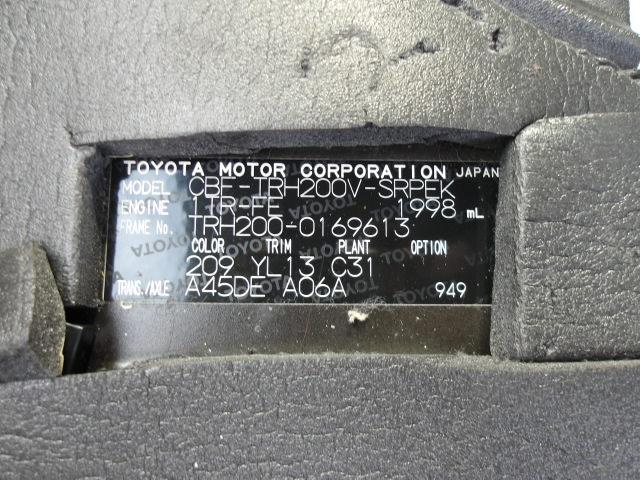 TOYOTA MOTOR CORPORATION JAPAN
MODEL CBF-TRH200V-SRPEK
ENGINE 1TR-FE 1998 mL
FRAME No. TRH200-0169613
COLOR TRIM PLANT OPTION
209 YL13 C31
TRANS./AXLE A45DE A06A 949